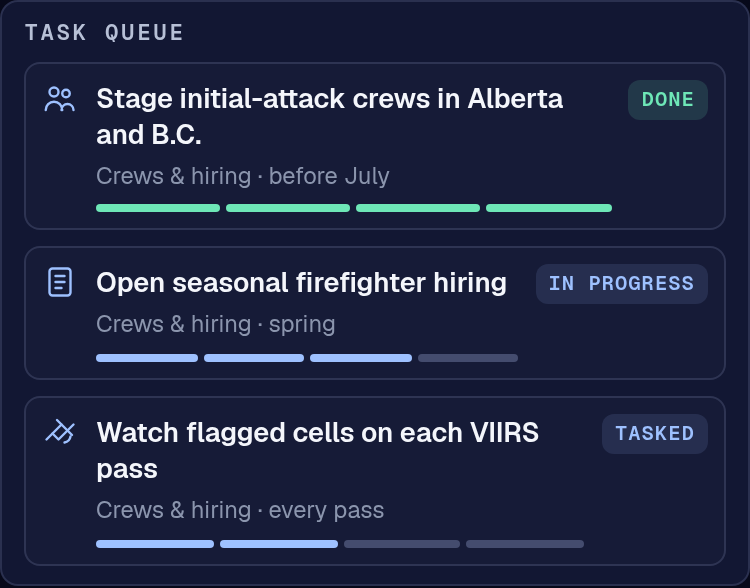 TASK QUEUE
Stage initial-attack crews in Alberta
and B.C.
DONE
Crews & hiring · before July
Open seasonal firefighter hiring
IN PROGRESS
Crews & hiring · spring
Watch flagged cells on each VIIRS
pass
TASKED
Crews & hiring · every pass